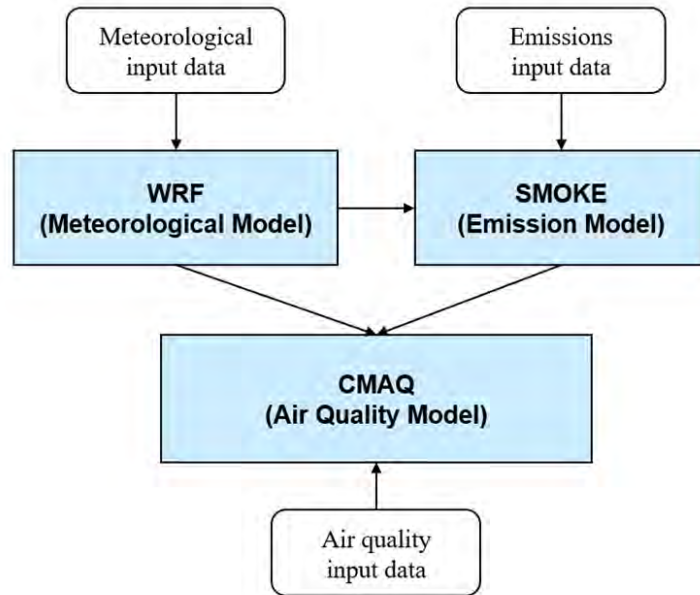 Meteorological
input data
Emissions
input data
WRF
(Meteorological Model)
SMOKE
(Emission Model)
CMAQ
(Air Quality Model)
Air quality
input data